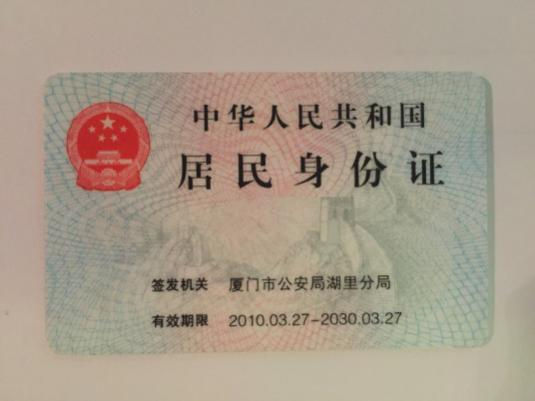 中华人民共和国
居民身份证
签发机关 厦门市公安局湖里分局
有效期限 2010.03.27-2030.03.27